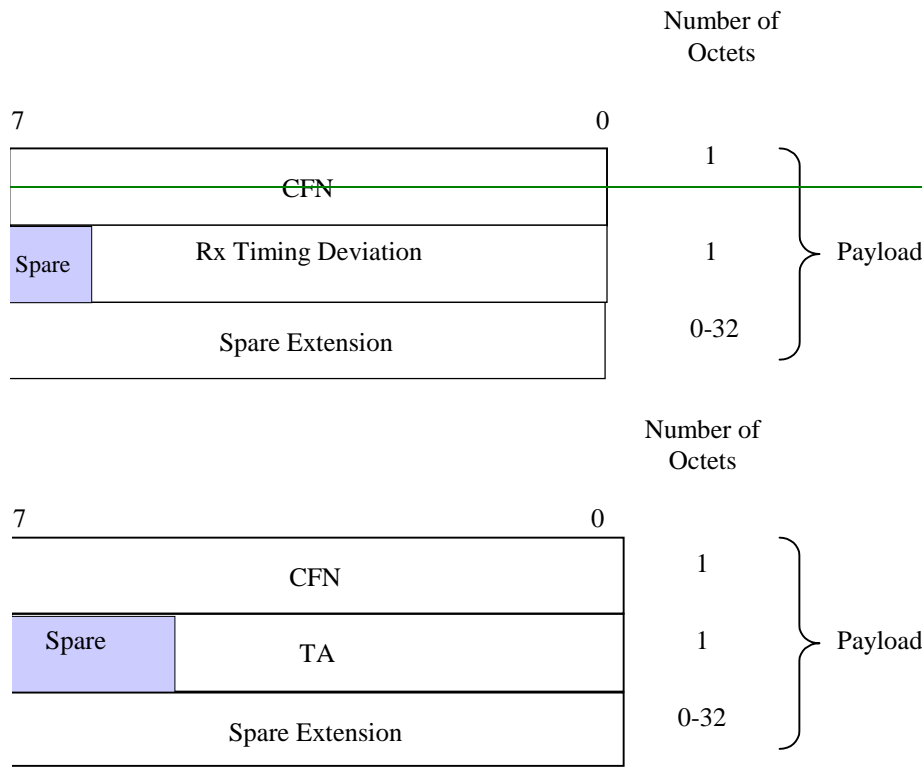 Number of
Octets
7 0
CFN 1
Spare Rx Timing Deviation 1 Payload
Spare Extension 0-32
Number of
Octets
7 0
CFN 1
Spare TA 1 Payload
Spare Extension 0-32